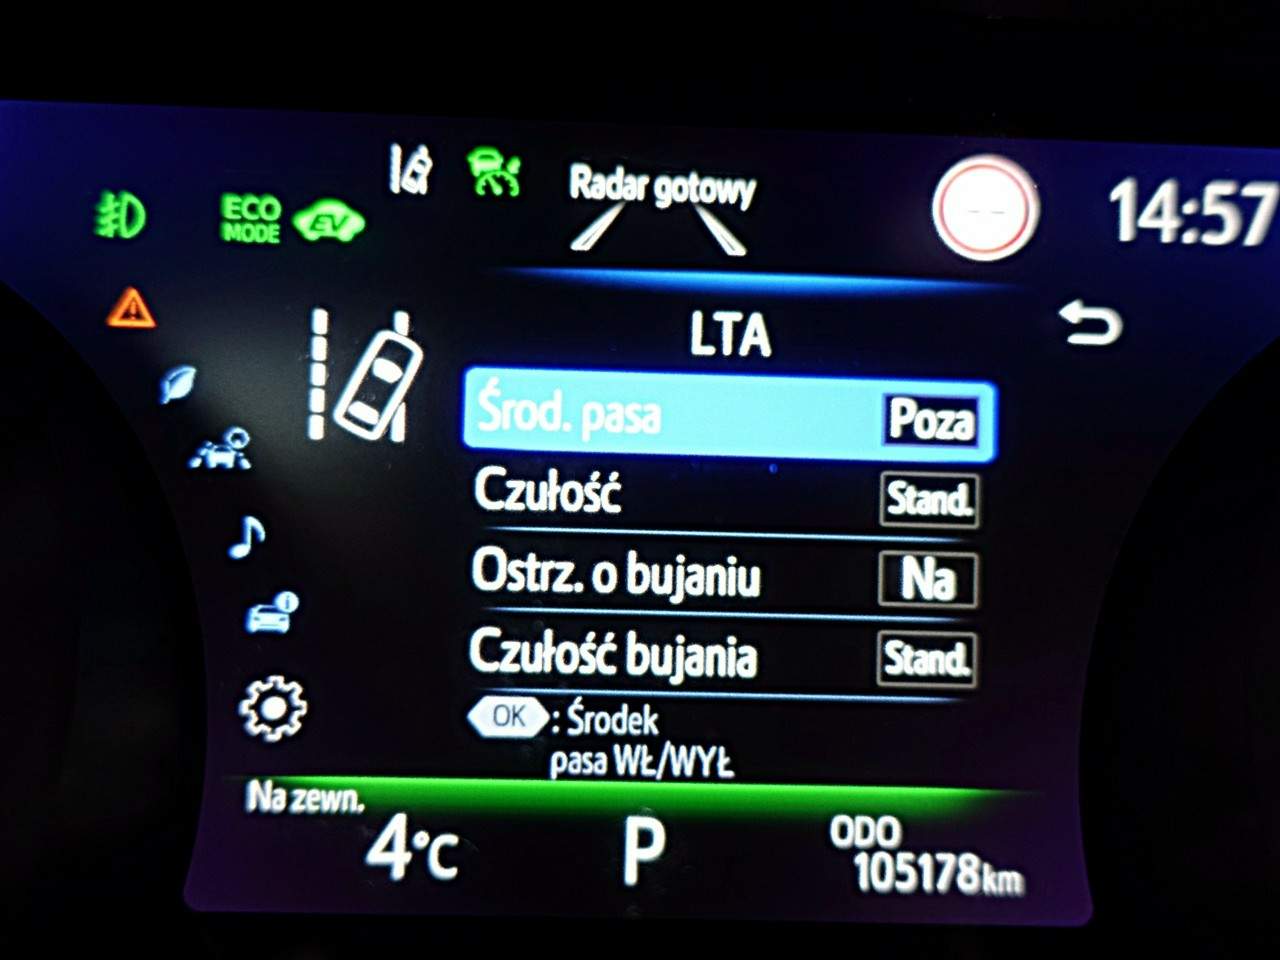 Radar gotowy
14:57
ECO
MODE
EV
LTA
Środ. pasa Poza
Czułość Stand.
Ostrz. o bujaniu Na
Czułość bujania Stand.
OK : Środek
pasa WŁ/WYŁ
Na zewn.
4°C
P
ODO
105178km